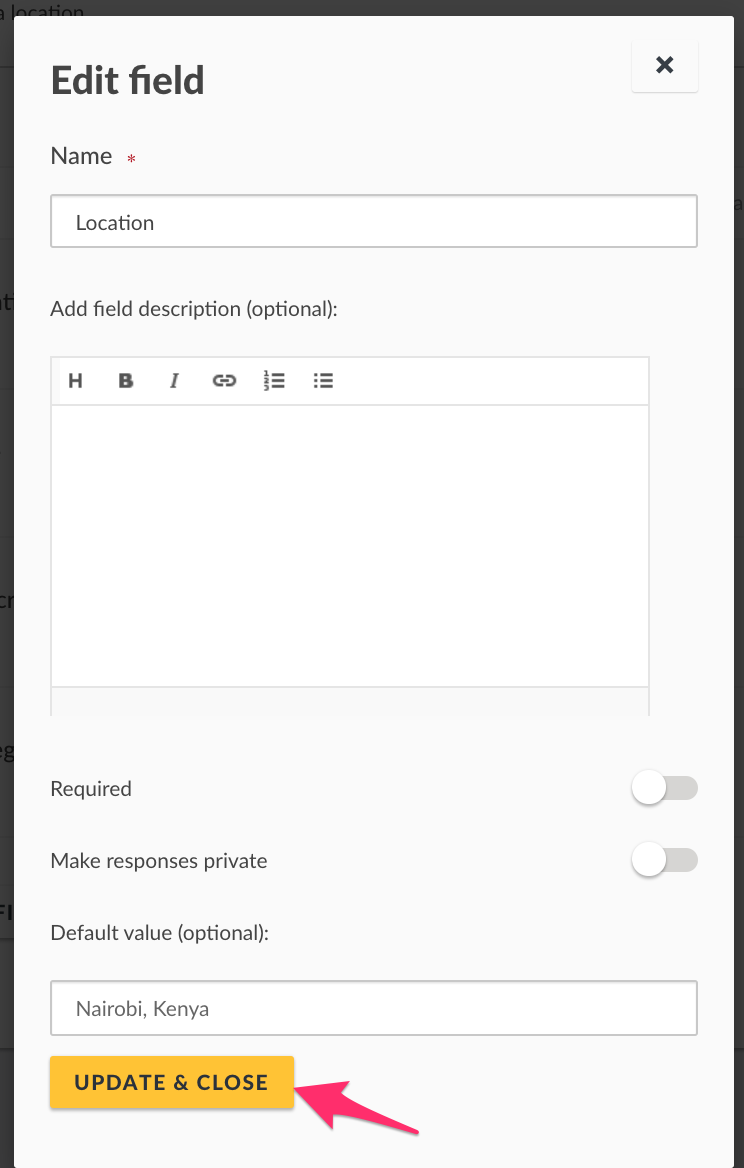 a location
Edit field
Name *
Location
Add field description (optional):
H B I
Required
Make responses private
Default value (optional):
Nairobi, Kenya
UPDATE & CLOSE